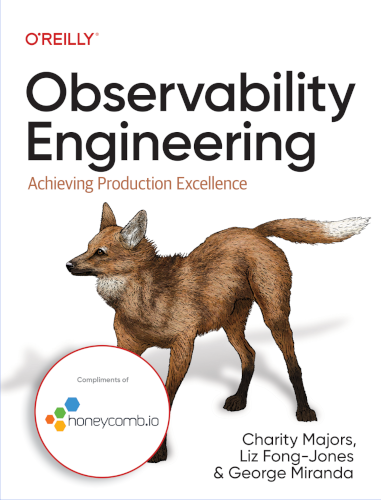 O'REILLY®
Observability
Engineering
Achieving Production Excellence
Compliments of
honeycomb.io
Charity Majors,
Liz Fong-Jones
& George Miranda